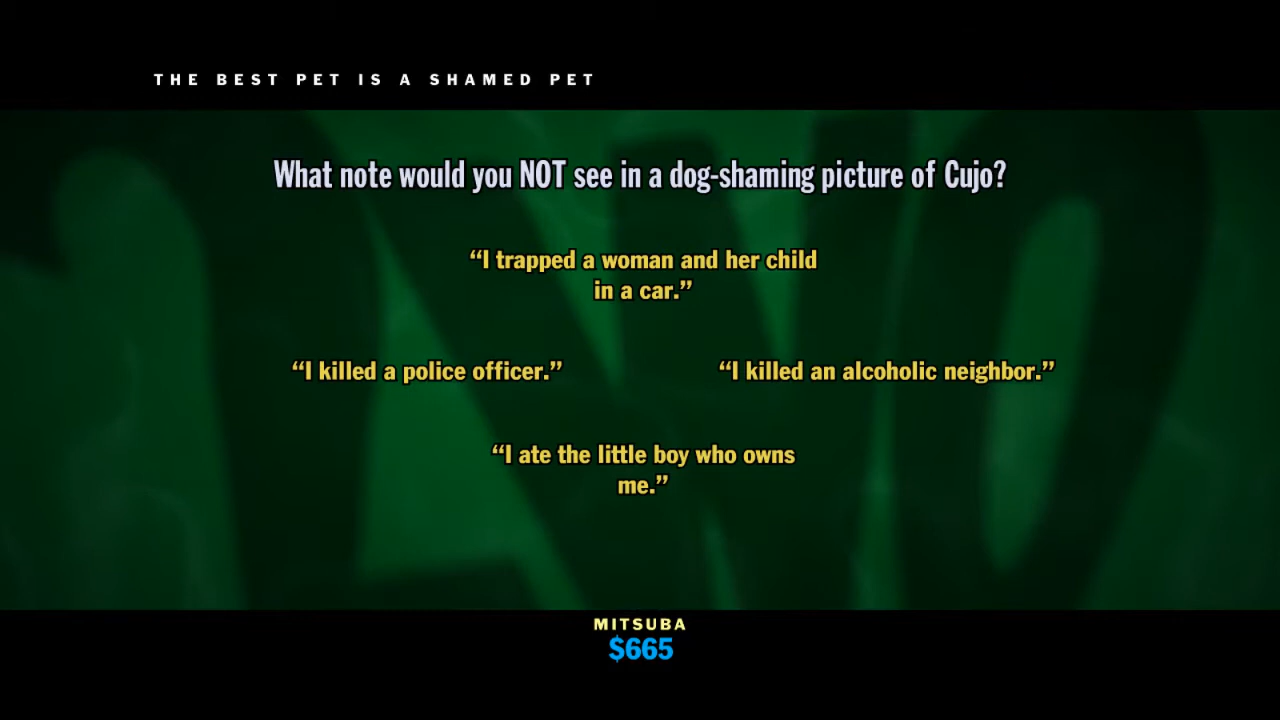 THE BEST PET IS A SHAMED PET
What note would you NOT see in a dog-shaming picture of Cujo?
“I trapped a woman and her child
in a car.”
“I killed a police officer.”
“I killed an alcoholic neighbor.”
“I ate the little boy who owns
me.”
MITSUBA
$665